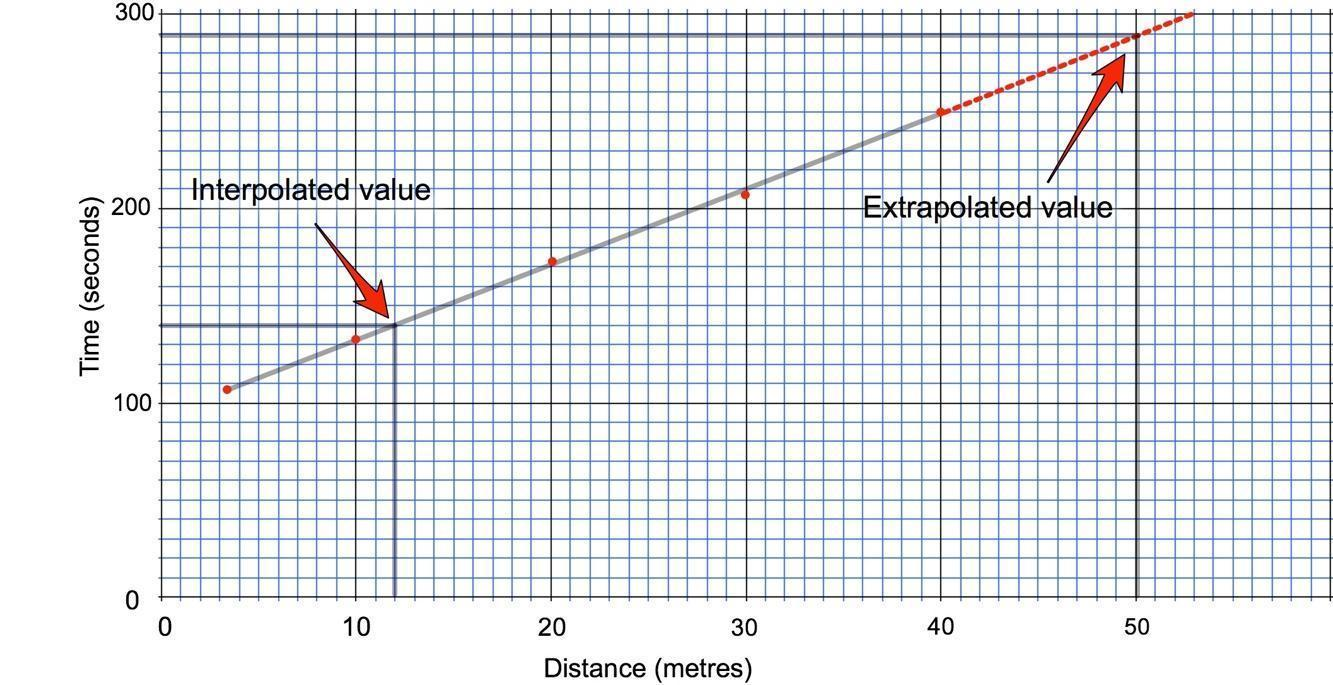 300
Interpolated value
200
Extrapolated value
Time (seconds)
100
0
0 10 20 30 40 50
Distance (metres)